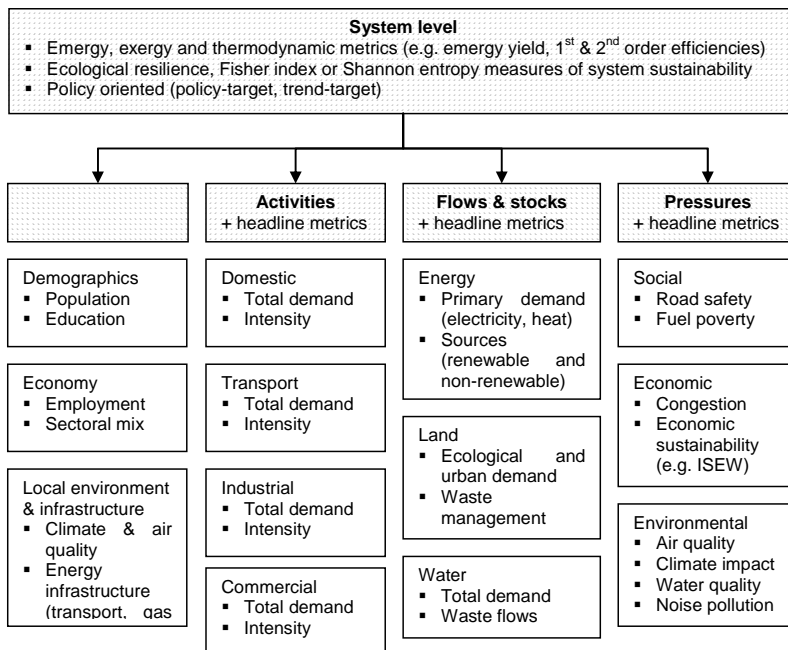 System level
▪ Emergy, exergy and thermodynamic metrics (e.g. emergy yield, 1st & 2nd order efficiencies)
▪ Ecological resilience, Fisher index or Shannon entropy measures of system sustainability
▪ Policy oriented (policy-target, trend-target)
Activities
+ headline metrics
Flows & stocks
+ headline metrics
Pressures
+ headline metrics
Demographics
▪ Population
▪ Education
Economy
▪ Employment
▪ Sectoral mix
Local environment
& infrastructure
▪ Climate & air
quality
▪ Energy
infrastructure
(transport, gas
Domestic
▪ Total demand
▪ Intensity
Transport
▪ Total demand
▪ Intensity
Industrial
▪ Total demand
▪ Intensity
Commercial
▪ Total demand
▪ Intensity
Energy
▪ Primary demand
(electricity, heat)
▪ Sources
(renewable and
non-renewable)
Land
▪ Ecological and
urban demand
▪ Waste
management
Water
▪ Total demand
▪ Waste flows
Social
▪ Road safety
▪ Fuel poverty
Economic
▪ Congestion
▪ Economic
sustainability
(e.g. ISEW)
Environmental
▪ Air quality
▪ Climate impact
▪ Water quality
▪ Noise pollution